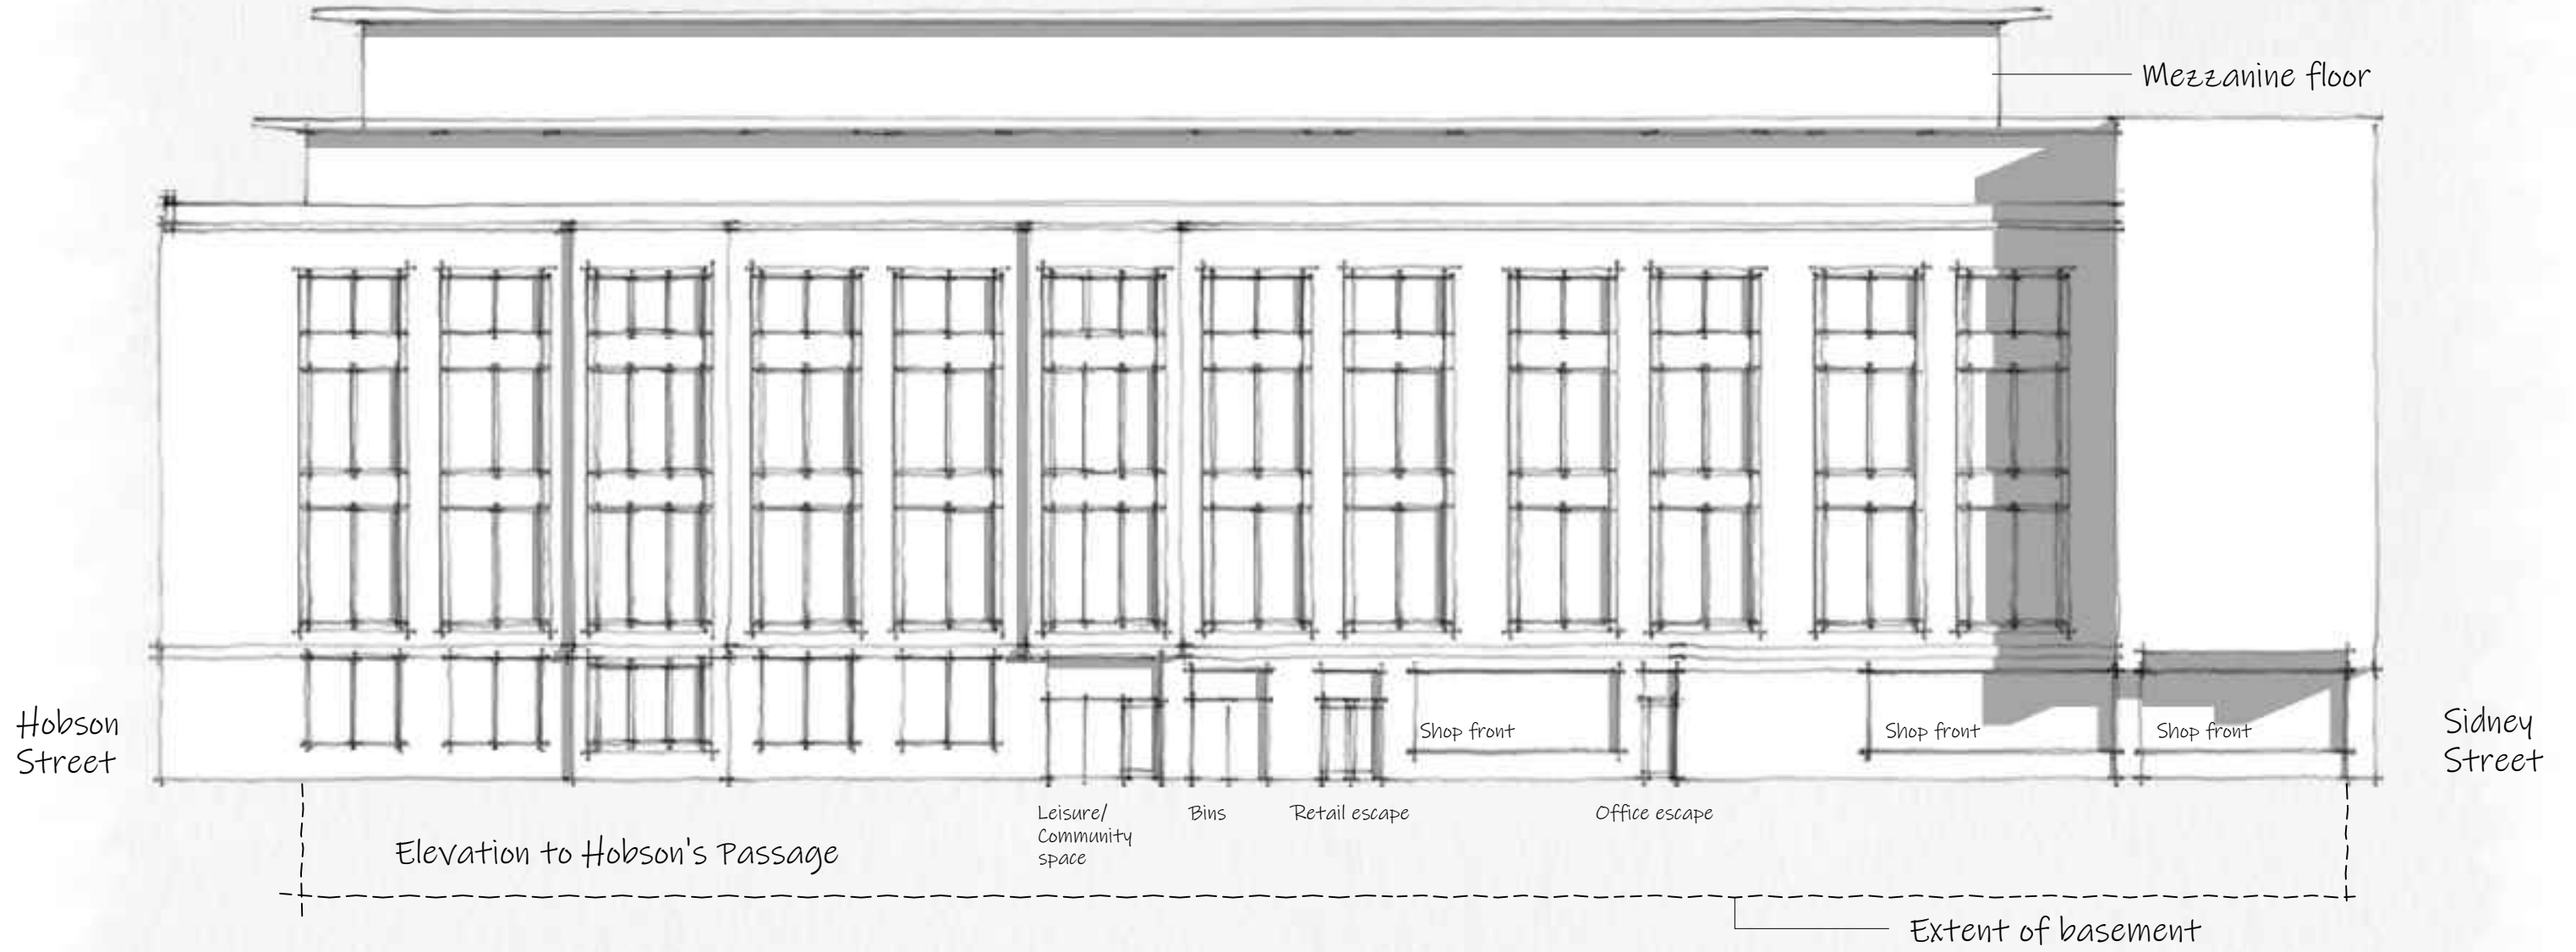 Mezzanine floor
Hobson
Street
Shop front
Shop front
Shop front
Sidney
Street
Leisure/
Community
space
Bins
Retail escape
Office escape
Elevation to Hobson's Passage
Extent of basement